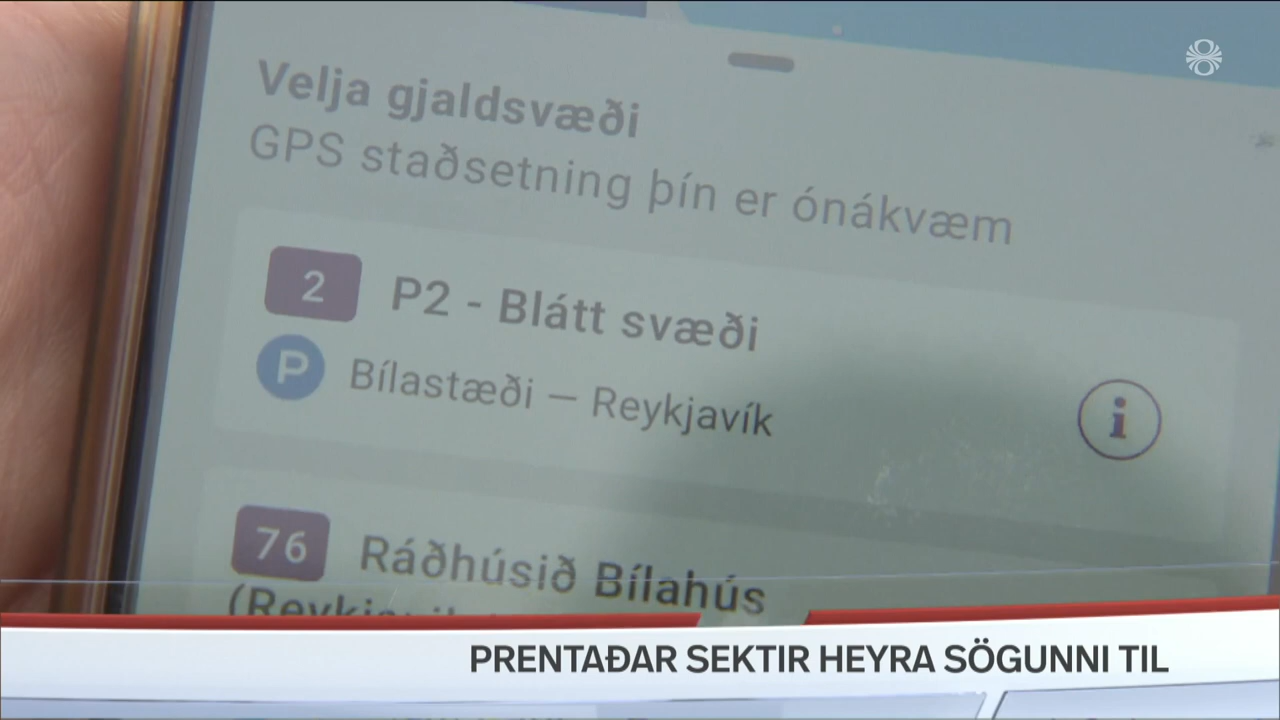 Velja gjaldsvæði
GPS staðsetning þín er ónákvæm
2 P2 - Blátt svæði
P Bílastæði — Reykjavík
i
76 Ráðhúsið Bílahús
PRENTAÐAR SEKTIR HEYRA SÖGUNNI TIL